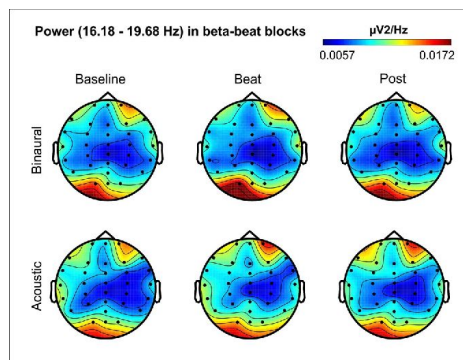 Power (16.18 - 19.68 Hz) in beta-beat blocks
µV2/Hz
0.0057 0.0172
Baseline Beat Post
Binaural
Acoustic